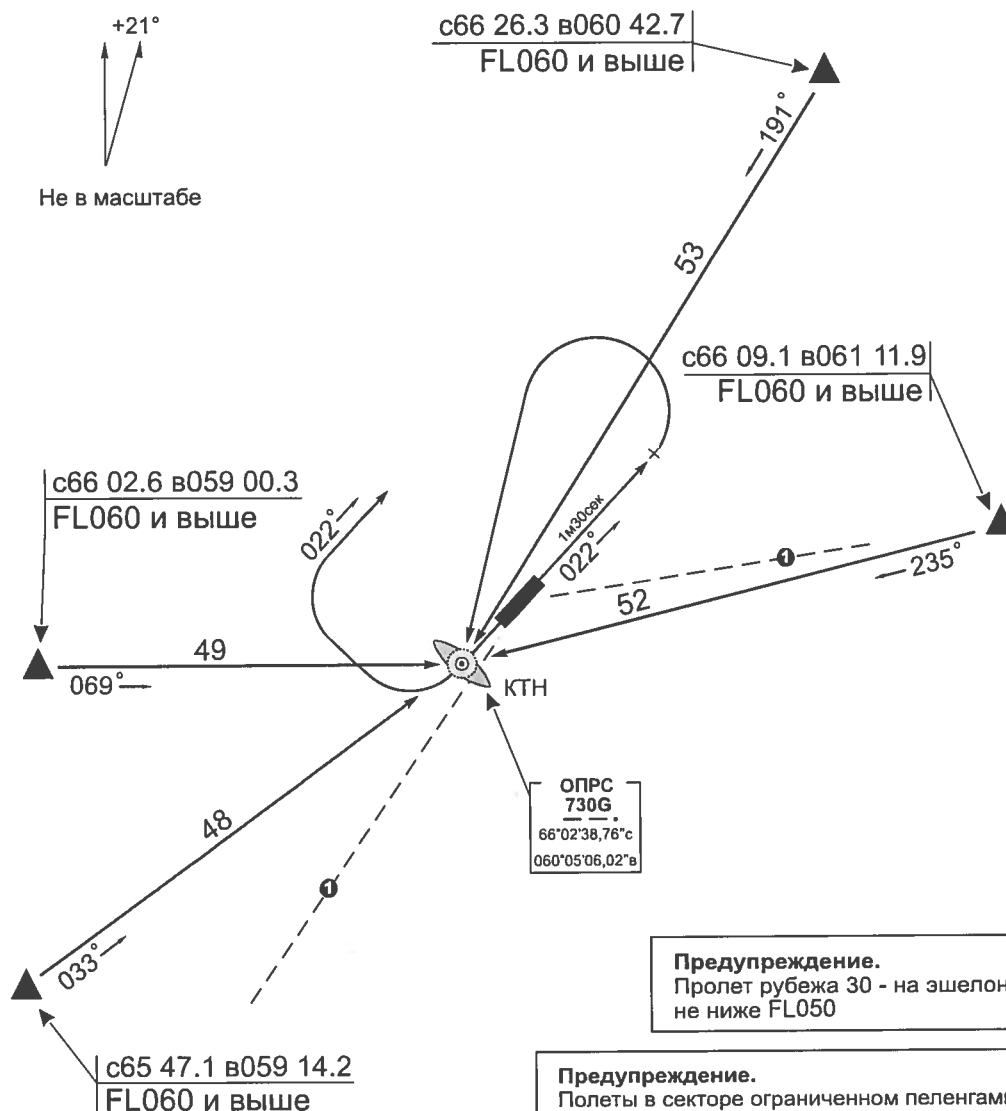 +21°
Не в масштабе
с66 26.3 в060 42.7
FL060 и выше
191°
53
с66 09.1 в061 11.9
FL060 и выше
с66 02.6 в059 00.3
FL060 и выше
022°
1м30сек
022°
1
235°
52
49
069°
КТН
ОПРС
730G
66°02'38,76"с
060°05'06,02"в
48
1
033°
с65 47.1 в059 14.2
FL060 и выше
Предупреждение.
Пролет рубежа 30 - на эшелон
не ниже FL050
Предупреждение.
Полеты в секторе ограниченном пеленгам